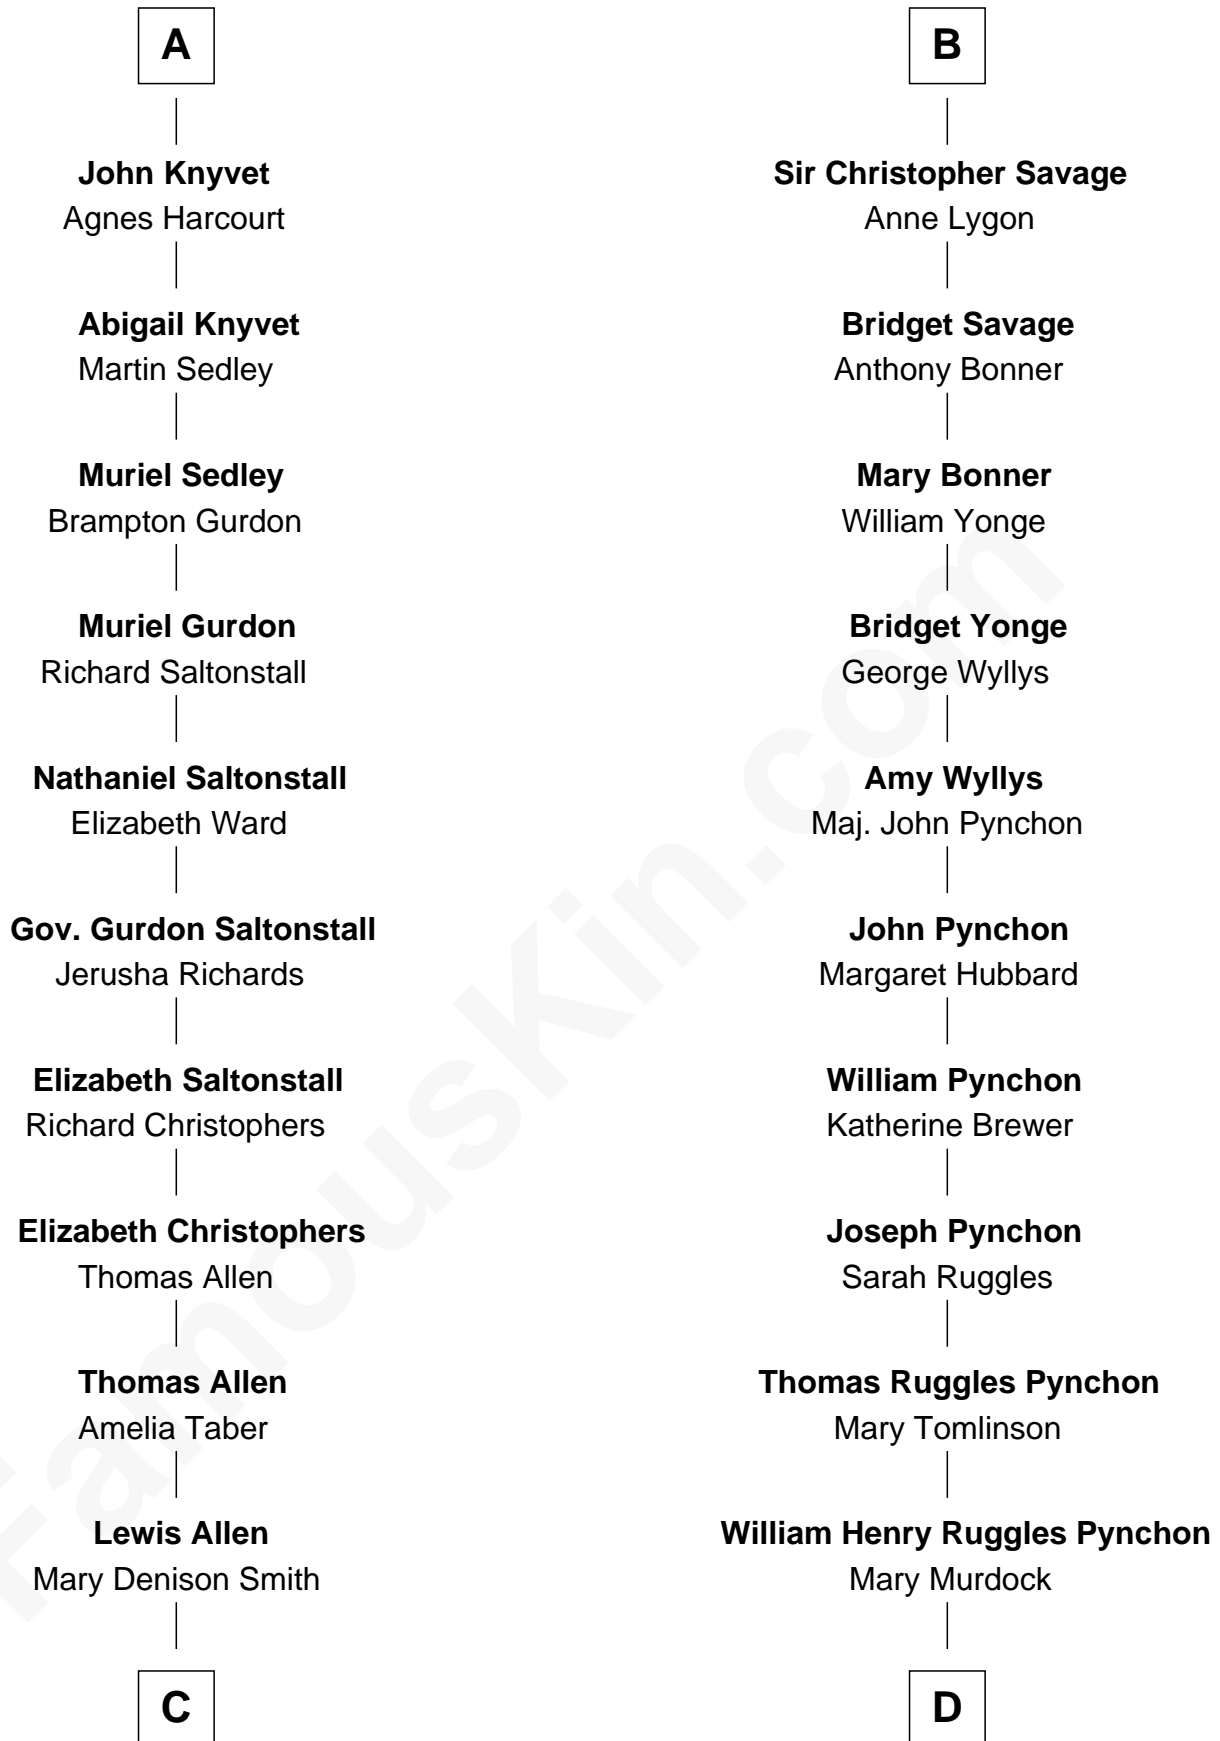 A
John Knyvet
Agnes Harcourt
Abigail Knyvet
Martin Sedley
Muriel Sedley
Brampton Gurdon
Muriel Gurdon
Richard Saltonstall
Nathaniel Saltonstall
Elizabeth Ward
Gov. Gurdon Saltonstall
Jerusha Richards
Elizabeth Saltonstall
Richard Christophers
Elizabeth Christophers
Thomas Allen
Thomas Allen
Amelia Taber
Lewis Allen
Mary Denison Smith
C
B
Sir Christopher Savage
Anne Lygon
Bridget Savage
Anthony Bonner
Mary Bonner
William Yonge
Bridget Yonge
George Wyllys
Amy Wyllys
Maj. John Pynchon
John Pynchon
Margaret Hubbard
William Pynchon
Katherine Brewer
Joseph Pynchon
Sarah Ruggles
Thomas Ruggles Pynchon
Mary Tomlinson
William Henry Ruggles Pynchon
Mary Murdock
D
FamousKin.com